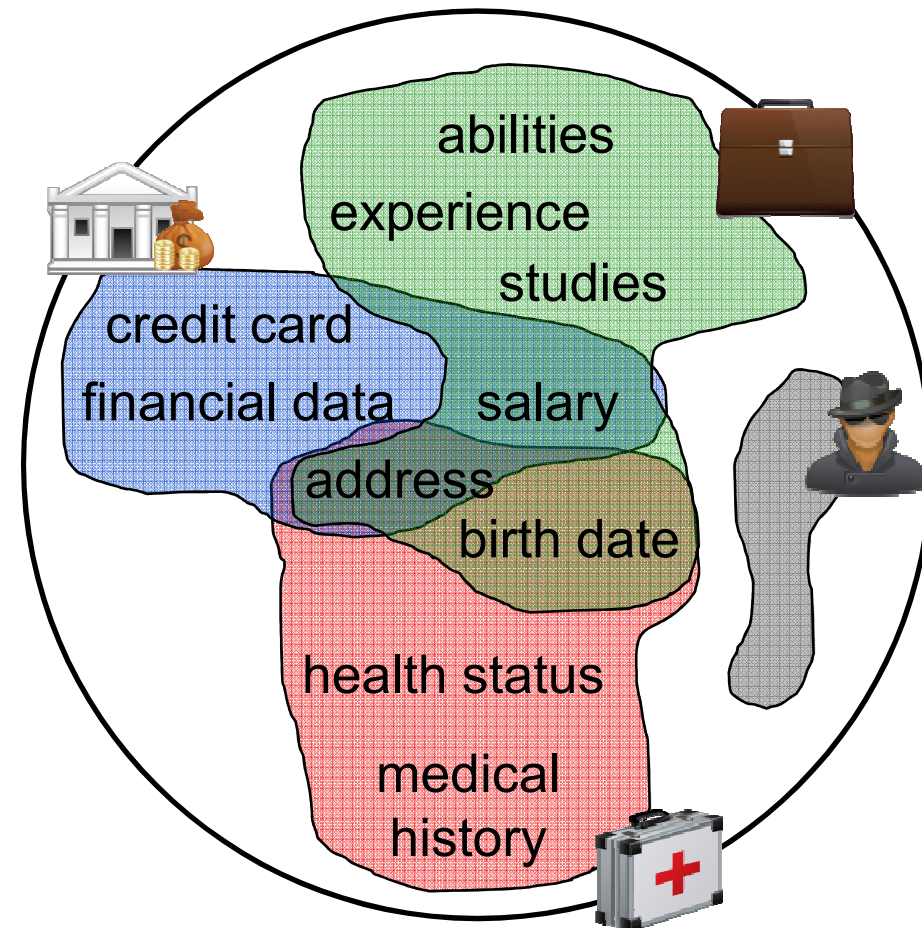 abilities
experience
studies
credit card
financial data
salary
address
birth date
health status
medical
history